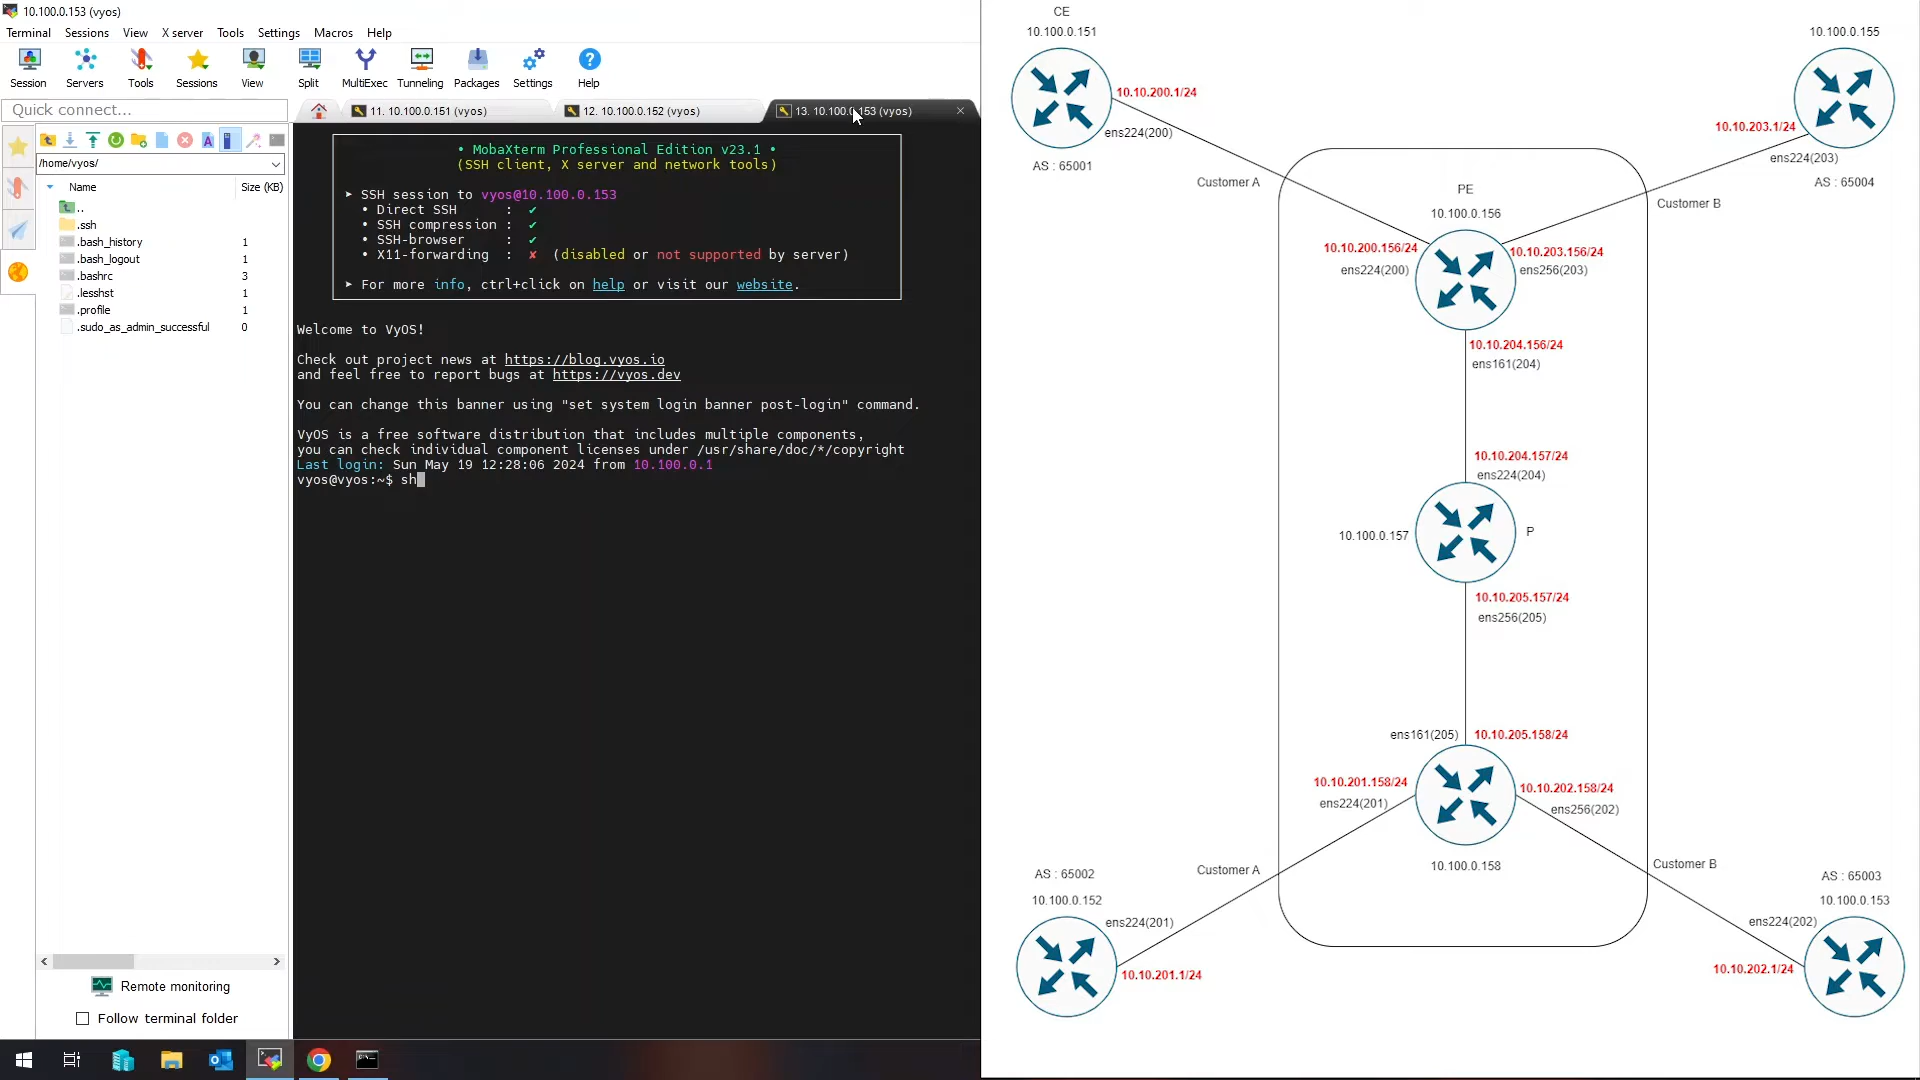 10.100.0.153 (vyos)
Terminal Sessions View X server Tools Settings Macros Help
Session Servers Tools Sessions View Split MultiExec Tunneling Packages Settings Help
Quick connect...
11. 10.100.0.151 (vyos)
12. 10.100.0.152 (vyos)
13. 10.100.0.153 (vyos)
/home/vyos/
Name Size (KB)
..
.ssh
.bash_history 1
.bash_logout 1
.bashrc 3
.lesshst 1
.profile 1
.sudo_as_admin_successful 0
Remote monitoring
Follow terminal folder
• MobaXterm Professional Edition v23.1 •
(SSH client, X server and network tools)
➤ SSH session to vyos@10.100.0.153
• Direct SSH : ✔
• SSH compression : ✔
• SSH-browser : ✔
• X11-forwarding : ✘ (disabled or not supported by server)
➤ For more info, ctrl+click on help or visit our website.
Welcome to VyOS!
Check out project news at https://blog.vyos.io
and feel free to report bugs at https://vyos.dev
You can change this banner using "set system login banner post-login" command.
VyOS is a free software distribution that includes multiple components,
you can check individual component licenses under /usr/share/doc/*/copyright
Last login: Sun May 19 12:28:06 2024 from 10.100.0.1
vyos@vyos:~$ sh
CE
10.100.0.151
10.10.200.1/24
ens224(200)
AS : 65001
Customer A
10.100.0.155
10.10.203.1/24
ens224(203)
AS : 65004
Customer B
PE
10.100.0.156
10.10.200.156/24
ens224(200)
10.10.203.156/24
ens256(203)
10.10.204.156/24
ens161(204)
10.10.204.157/24
ens224(204)
10.100.0.157
P
10.10.205.157/24
ens256(205)
ens161(205)
10.10.205.158/24
10.10.201.158/24
ens224(201)
10.10.202.158/24
ens256(202)
10.100.0.158
Customer A
Customer B
AS : 65002
10.100.0.152
ens224(201)
10.10.201.1/24
AS : 65003
10.100.0.153
ens224(202)
10.10.202.1/24